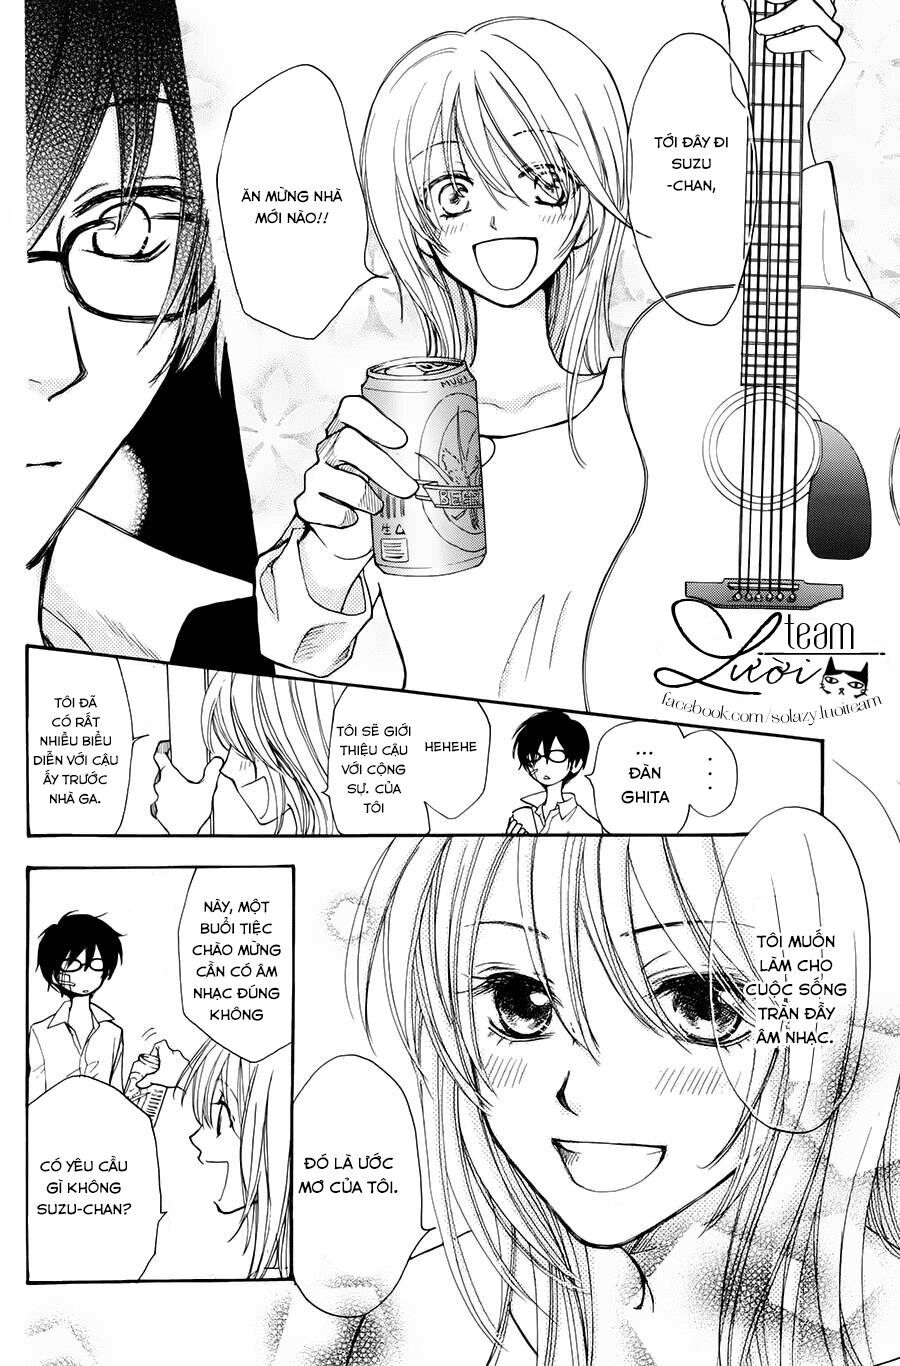 TỚI ĐÂY ĐI
SUZU
-CHAN,
ĂN MỪNG NHÀ
MỚI NÀO!!
MUGI
BEER
生ム
team
Lười
facebook.com/solazy.luoiteam
...
ĐÀN
GHITA
HEHEHE
TÔI SẼ GIỚI
THIỆU CẬU
VỚI CỘNG
SỰ. CỦA
TÔI
TÔI ĐÃ
CÓ RẤT
NHIỀU BIỂU
DIỄN VỚI CẬU
ẤY TRƯỚC
NHÀ GA.
TÔI MUỐN
LÀM CHO
CUỘC SỐNG
TRÀN ĐẦY
ÂM NHẠC.
ĐÓ LÀ ƯỚC
MƠ CỦA TÔI.
NÀY, MỘT
BUỔI TIỆC
CHÀO MỪNG
CẦN CÓ ÂM
NHẠC ĐÚNG
KHÔNG
CÓ YÊU CẦU
GÌ KHÔNG
SUZU-CHAN?